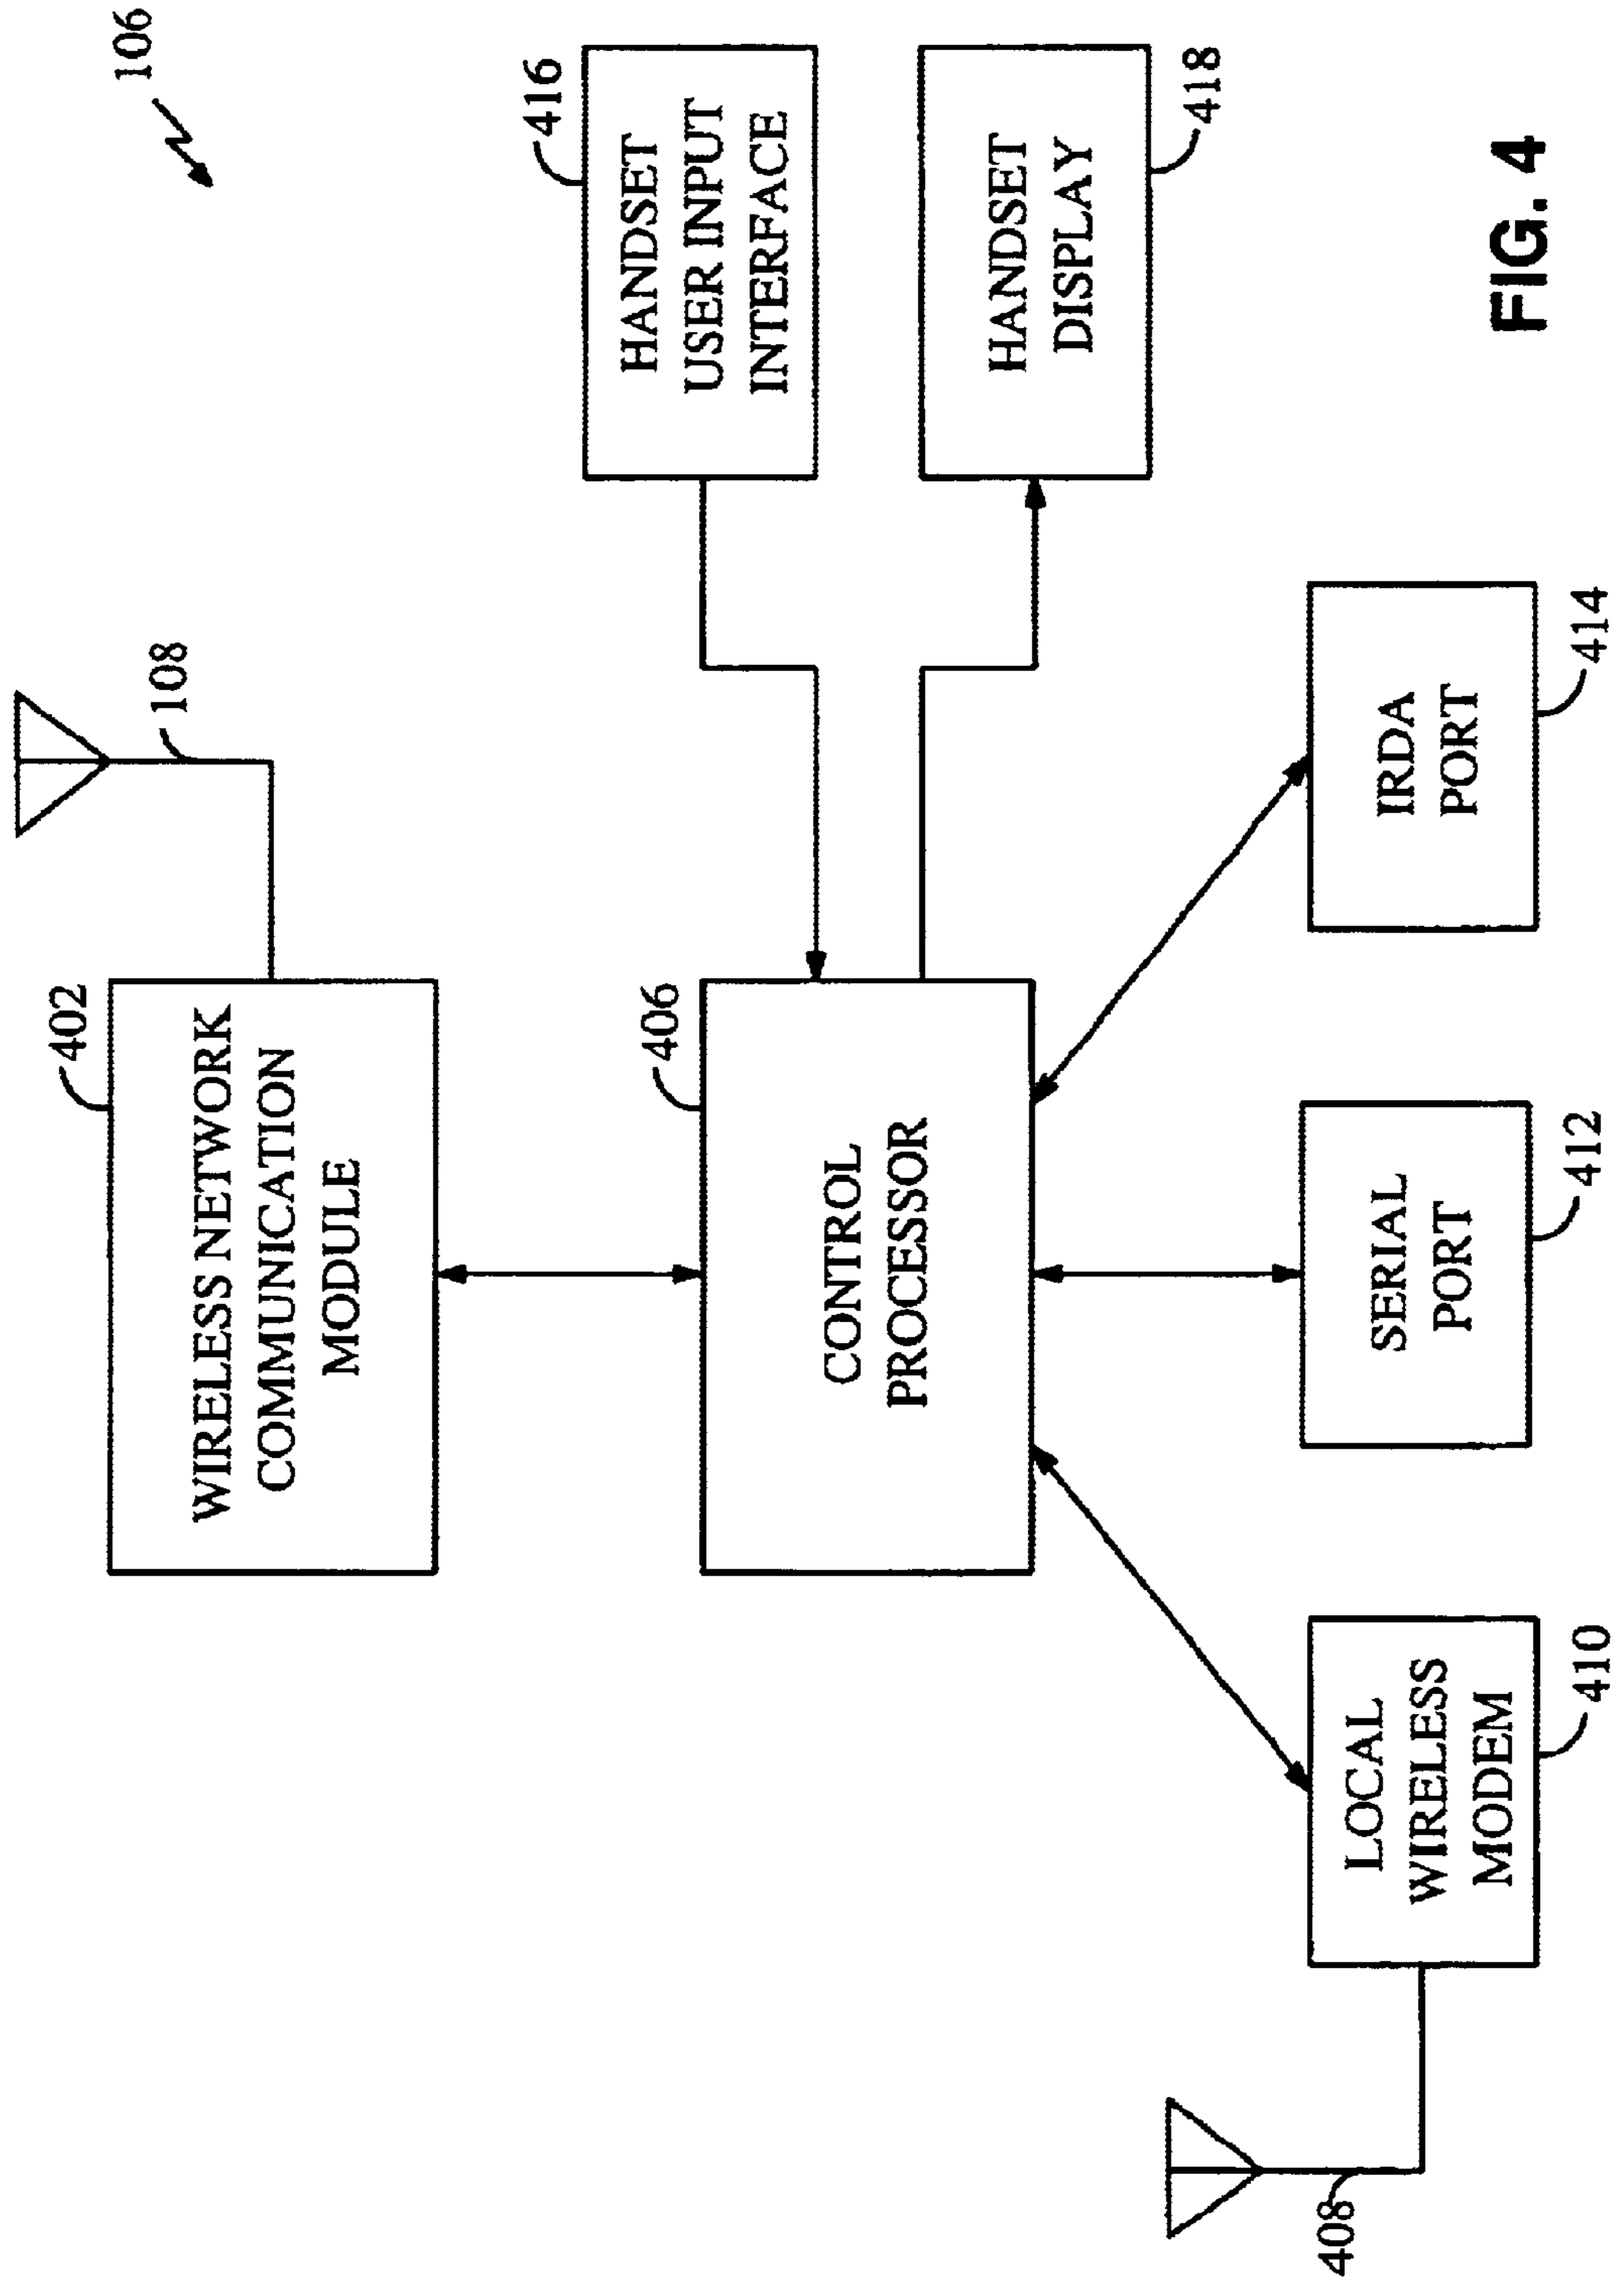 106
108
402
WIRELESS NETWORK
COMMUNICATION
MODULE
416
HANDSET
USER INPUT
INTERFACE
406
CONTROL
PROCESSOR
HANDSET
DISPLAY
418
408
LOCAL
WIRELESS
MODEM
410
SERIAL
PORT
412
IRDA
PORT
414
FIG. 4